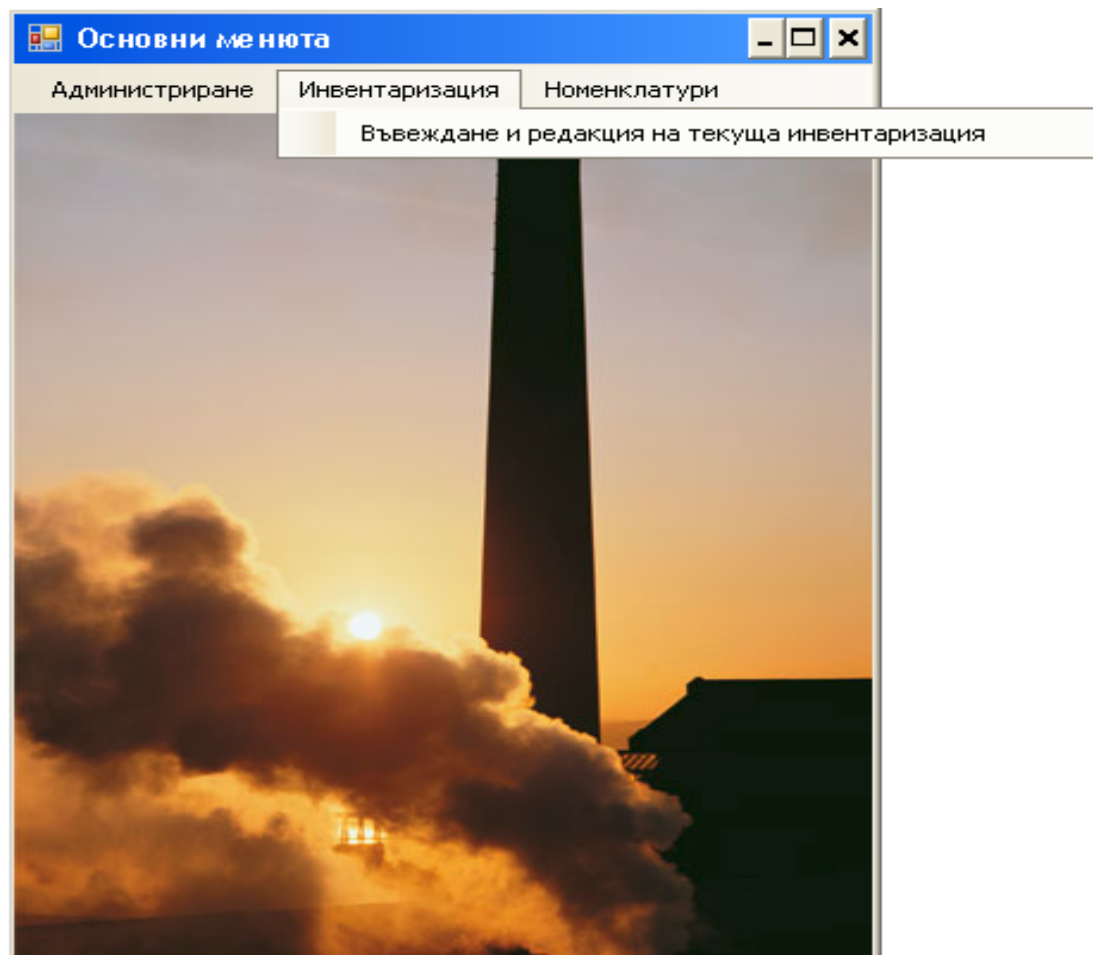 Основни менюта
Администриране Инвентаризация Номенклатури
Въвеждане и редакция на текуща инвентаризация